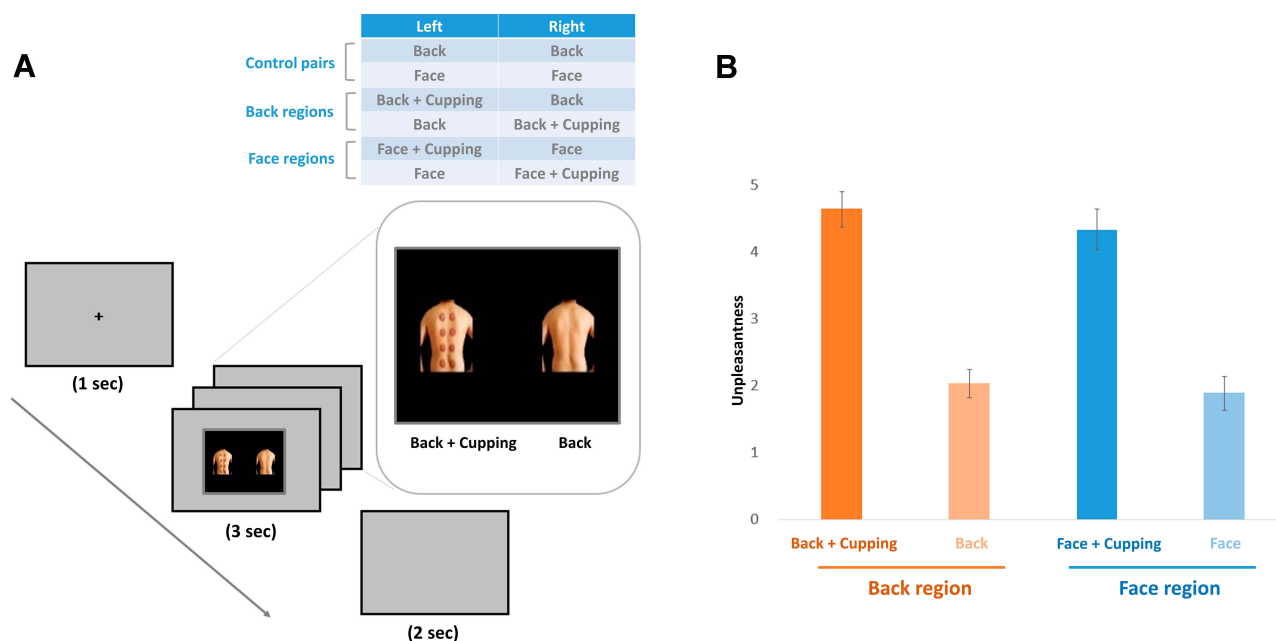 A
Left Right
Control pairs
Back Back
Face Face
Back regions
Back + Cupping Back
Back Back + Cupping
Face regions
Face + Cupping Face
Face Face + Cupping
+
(1 sec)
(3 sec)
(2 sec)
Back + Cupping Back
B
Unpleasantness
5
4
3
2
1
0
Back + Cupping Back Face + Cupping Face
Back region Face region